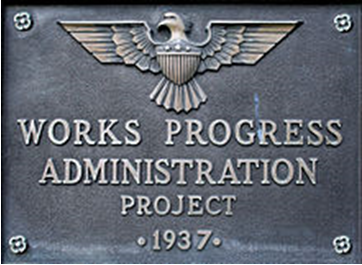 WORKS PROGRESS
ADMINISTRATION
PROJECT
·1937·